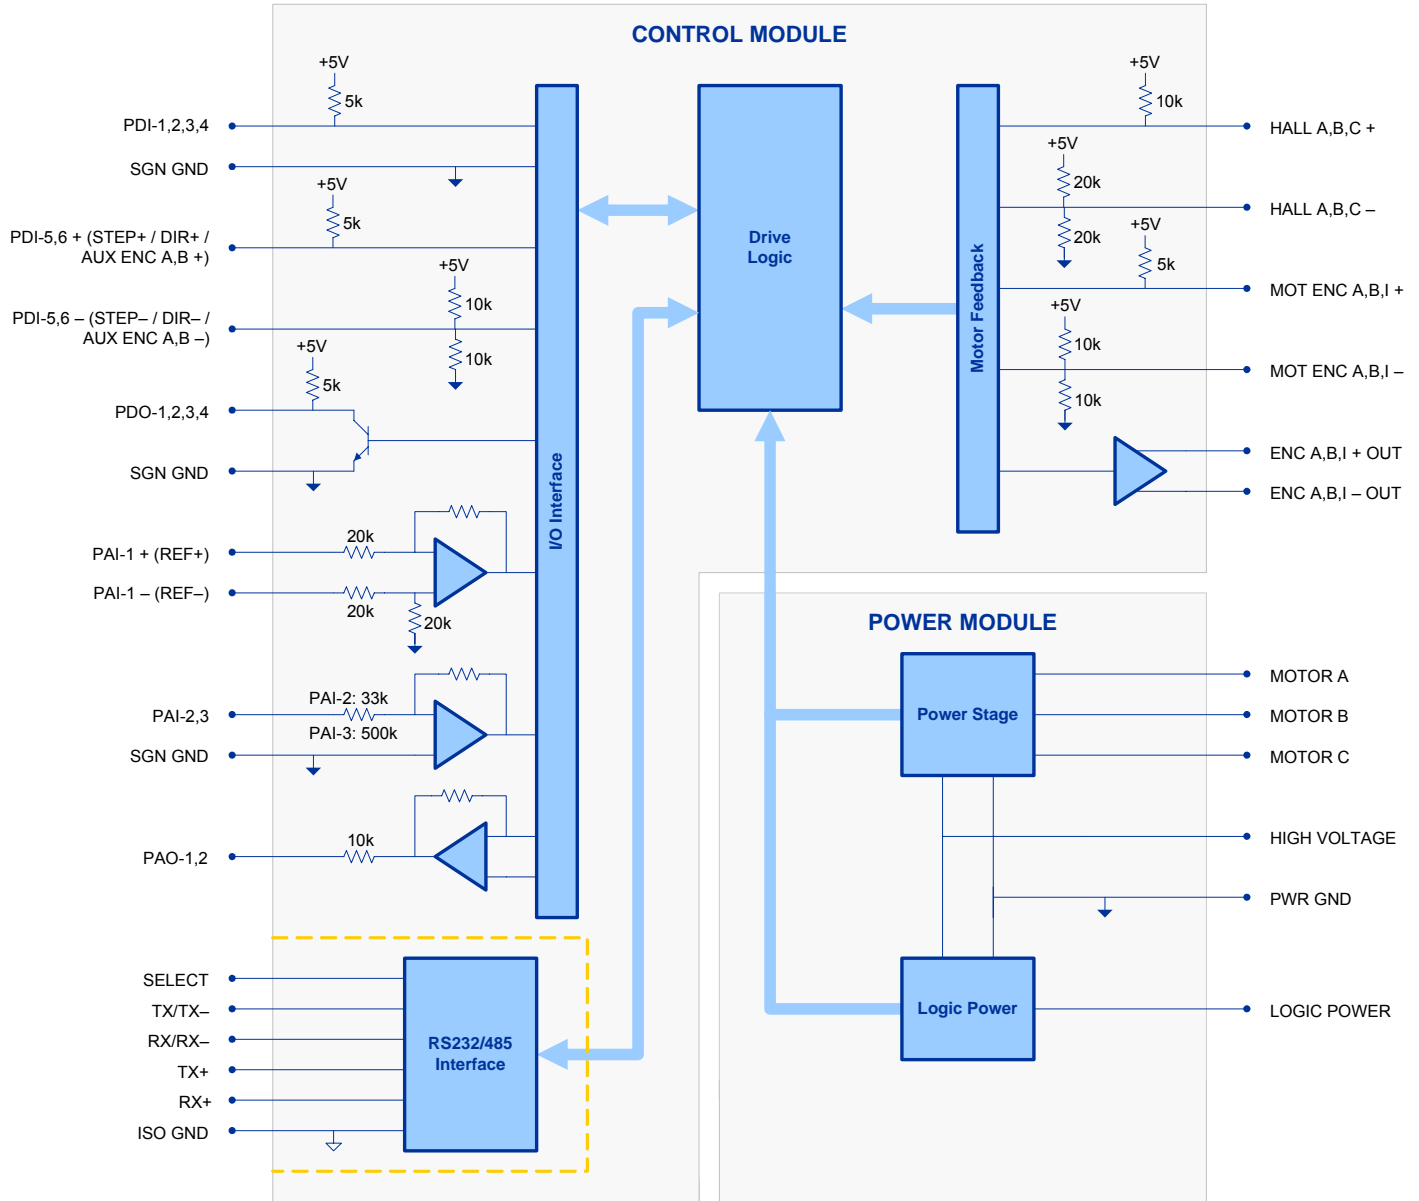 CONTROL MODULE
+5V
5k
PDI-1,2,3,4
SGN GND
+5V
5k
PDI-5,6 + (STEP+ / DIR+ /
AUX ENC A,B +)
+5V
10k
PDI-5,6 – (STEP– / DIR– /
AUX ENC A,B –)
10k
+5V
5k
PDO-1,2,3,4
SGN GND
20k
PAI-1 + (REF+)
PAI-1 – (REF–)
20k
20k
PAI-2: 33k
PAI-2,3
PAI-3: 500k
SGN GND
10k
PAO-1,2
I/O Interface
SELECT
TX/TX–
RX/RX–
TX+
RX+
ISO GND
RS232/485
Interface
Drive
Logic
Motor Feedback
+5V
10k
HALL A,B,C +
+5V
20k
HALL A,B,C –
20k
+5V
5k
MOT ENC A,B,I +
+5V
10k
MOT ENC A,B,I –
10k
ENC A,B,I + OUT
ENC A,B,I – OUT
POWER MODULE
Power Stage
MOTOR A
MOTOR B
MOTOR C
HIGH VOLTAGE
PWR GND
Logic Power
LOGIC POWER